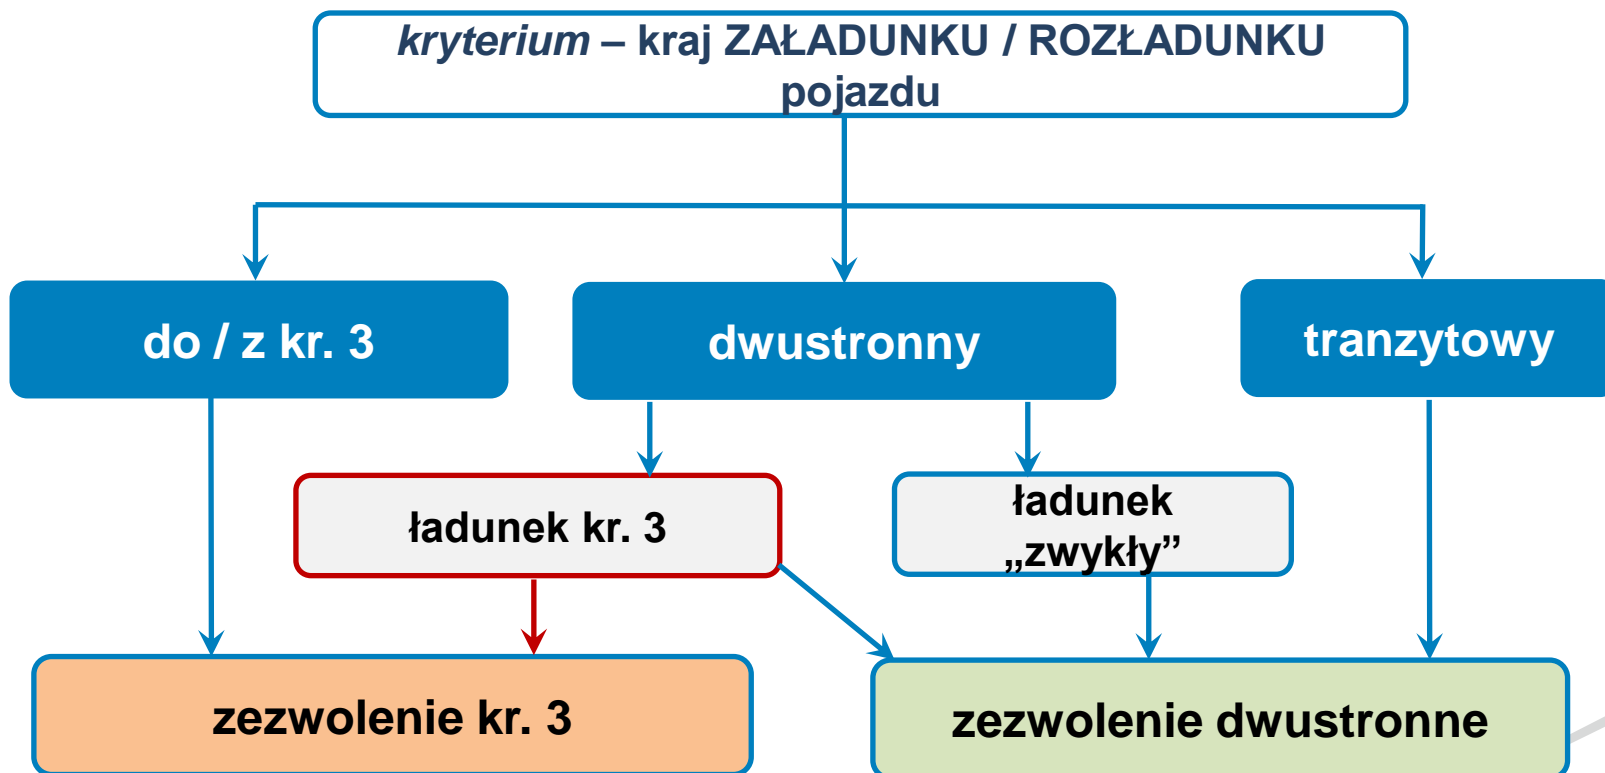 kryterium – kraj ZAŁADUNKU / ROZŁADUNKU
pojazdu
do / z kr. 3
dwustronny
tranzytowy
ładunek kr. 3
ładunek
„zwykły”
zezwolenie kr. 3
zezwolenie dwustronne